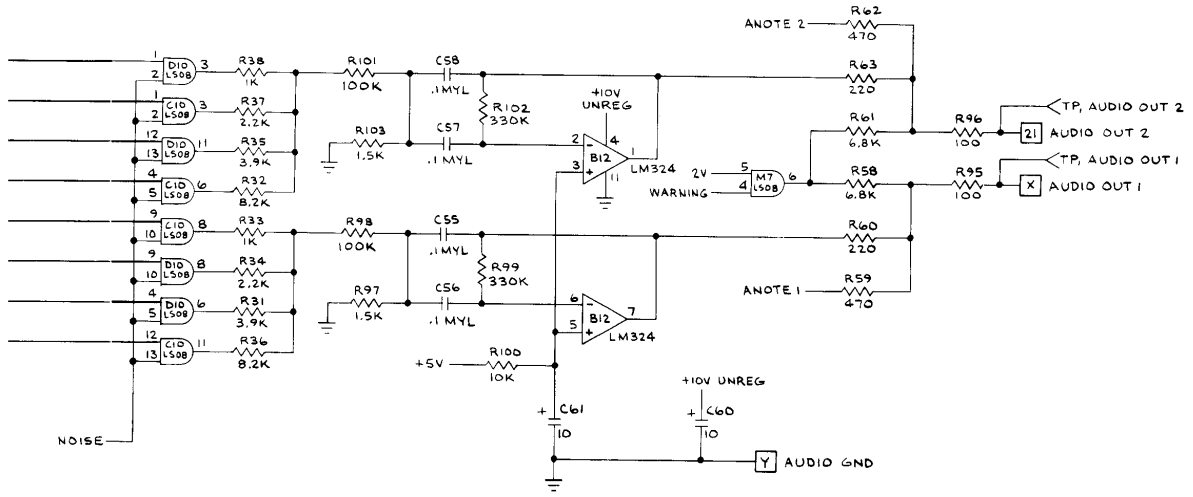 ANOTE 2
R62
470
1
2
D10
LS08
3
R38
1K
R101
100K
C58
.1MYL
R63
220
1
2
C10
LS08
3
R37
2.2K
R102
330K
+10V
UNREG
TP, AUDIO OUT 2
12
13
D10
LS08
11
R35
3.9K
R103
1.5K
C57
.1 MYL
2
3
-
+
4
B12
11
1
LM324
R61
6.8K
R96
100
21
AUDIO OUT 2
TP, AUDIO OUT 1
4
5
C10
LS08
6
R32
8.2K
2V
WARNING
5
4
M7
LS08
6
R58
6.8K
R95
100
X
AUDIO OUT 1
9
10
C10
LS08
8
R33
1K
R98
100K
C55
.1MYL
R60
220
9
10
D10
LS08
8
R34
2.2K
R99
330K
R59
470
ANOTE 1
4
5
D10
LS08
6
R31
3.9K
R97
1.5K
C56
.1 MYL
6
5
-
+
B12
7
LM324
12
13
C10
LS08
11
R36
8.2K
+5V
R100
10K
+10V UNREG
+
C61
10
+
C60
10
NOISE
Y
AUDIO GND